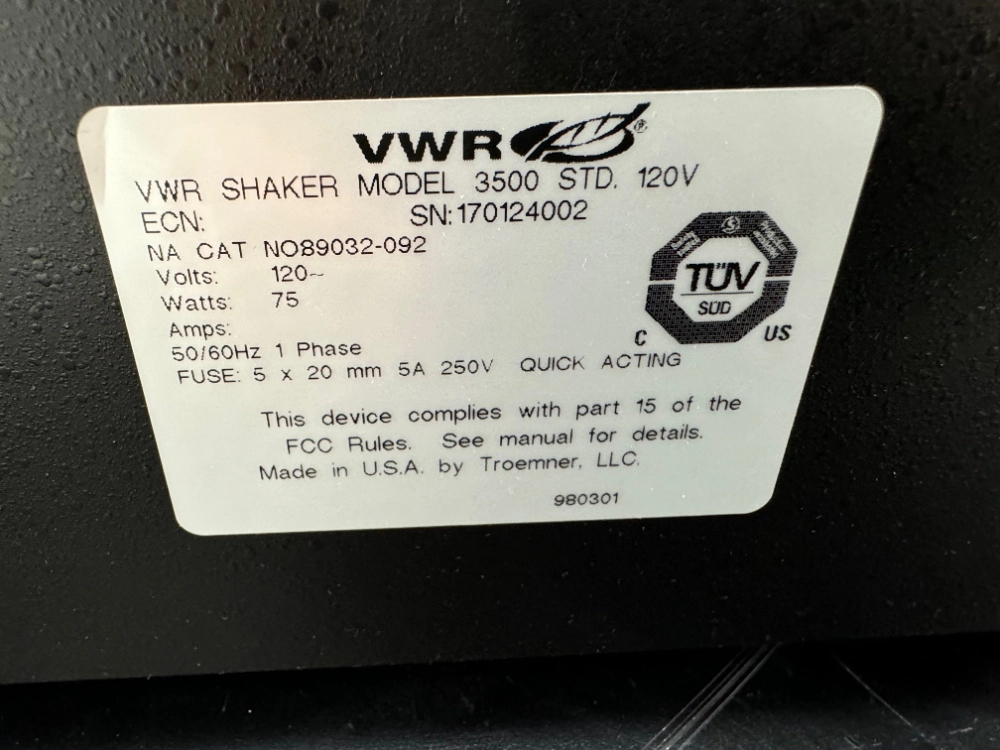 VWR®
VWR SHAKER MODEL 3500 STD. 120V
ECN: SN:170124002
NA CAT NO89032-092
Volts: 120~
Watts: 75
Amps:
50/60Hz 1 Phase
FUSE: 5 x 20 mm 5A 250V QUICK ACTING
TÜV
SÜD
C US
This device complies with part 15 of the
FCC Rules. See manual for details.
Made in U.S.A. by Troemner, LLC.
980301